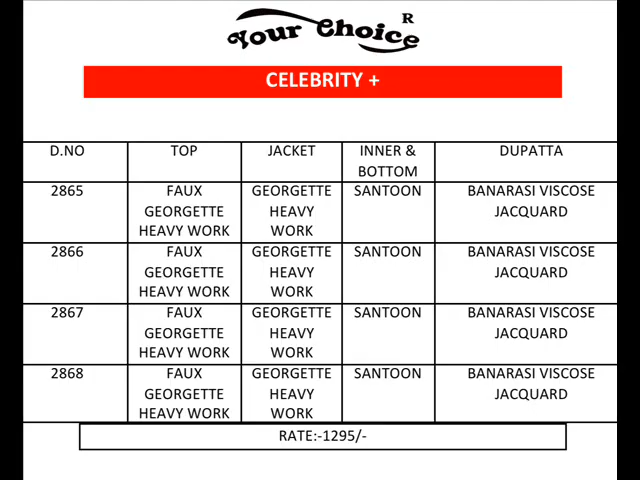 Your Choice R
CELEBRITY +
D.NO TOP JACKET INNER & BOTTOM DUPATTA
2865 FAUX GEORGETTE HEAVY WORK GEORGETTE HEAVY WORK SANTOON BANARASI VISCOSE JACQUARD
2866 FAUX GEORGETTE HEAVY WORK GEORGETTE HEAVY WORK SANTOON BANARASI VISCOSE JACQUARD
2867 FAUX GEORGETTE HEAVY WORK GEORGETTE HEAVY WORK SANTOON BANARASI VISCOSE JACQUARD
2868 FAUX GEORGETTE HEAVY WORK GEORGETTE HEAVY WORK SANTOON BANARASI VISCOSE JACQUARD
RATE:-1295/-